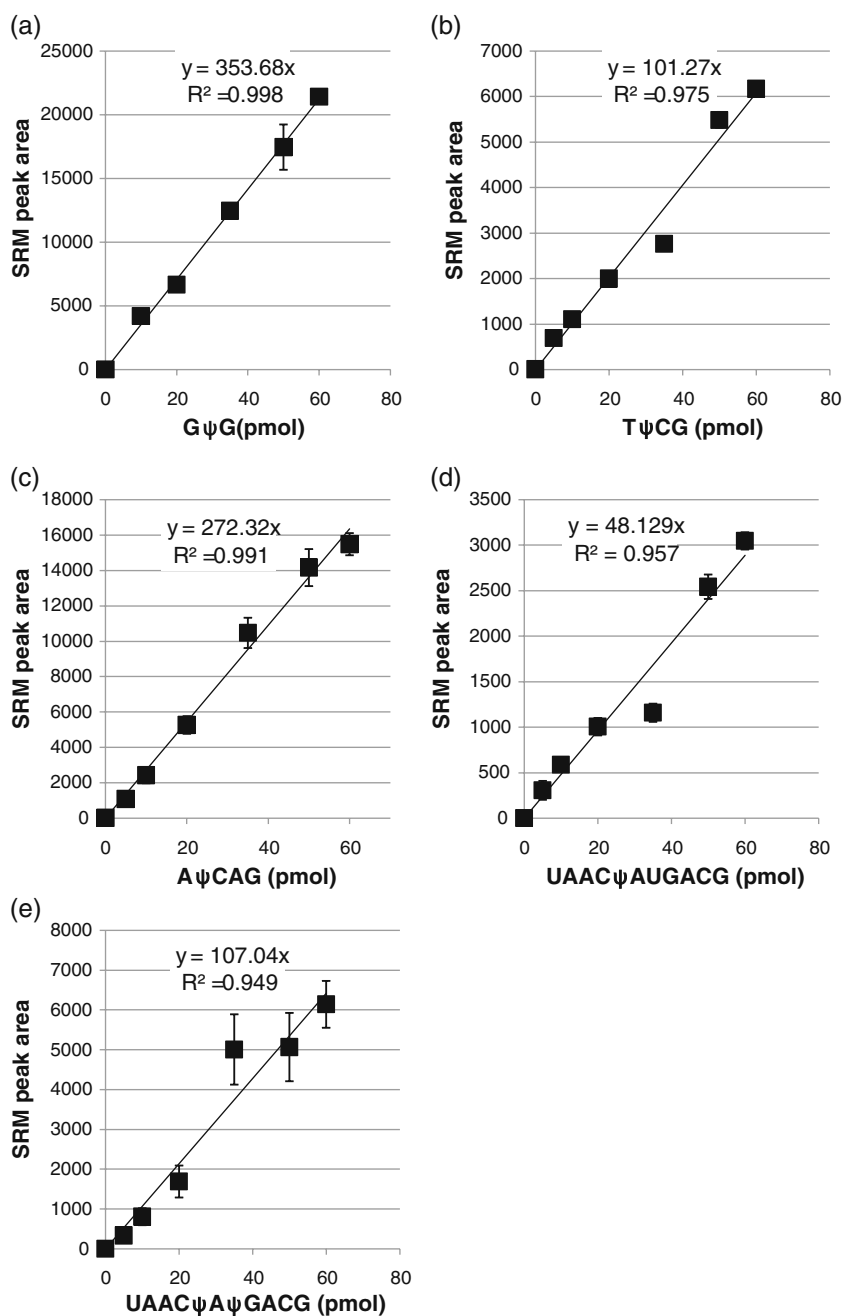 (a)
25000
20000
15000
10000
5000
0
SRM peak area
y = 353.68x
R² =0.998
0 20 40 60 80
GψG(pmol)
(b)
7000
6000
5000
4000
3000
2000
1000
0
SRM peak area
y = 101.27x
R² =0.975
0 20 40 60 80
TψCG (pmol)
(c)
18000
16000
14000
12000
10000
8000
6000
4000
2000
0
SRM peak area
y = 272.32x
R² =0.991
0 20 40 60
AψCAG (pmol)
(d)
3500
3000
2500
2000
1500
1000
500
0
SRM peak area
y = 48.129x
R² = 0.957
0 20 40 60 80
UAACψAUGACG (pmol)
(e)
8000
7000
6000
5000
4000
3000
2000
1000
0
SRM peak area
y = 107.04x
R² =0.949
0 20 40 60 80
UAACψAψGACG (pmol)